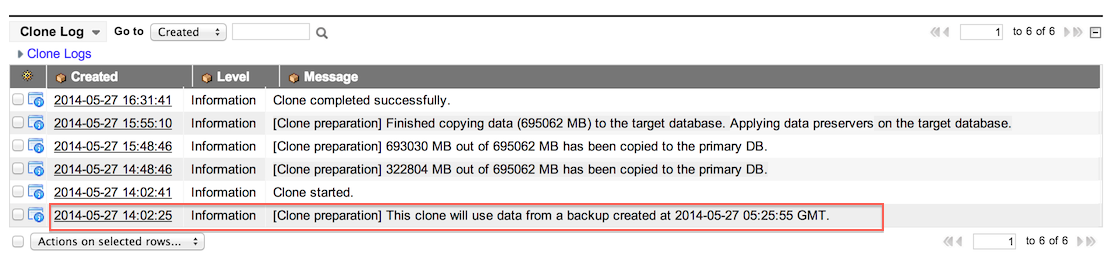 Clone Log Go to Created 1 to 6 of 6
Clone Logs
Created Level Message
2014-05-27 16:31:41 Information Clone completed successfully.
2014-05-27 15:55:10 Information [Clone preparation] Finished copying data (695062 MB) to the target database. Applying data preservers on the target database.
2014-05-27 15:48:46 Information [Clone preparation] 693030 MB out of 695062 MB has been copied to the primary DB.
2014-05-27 14:48:46 Information [Clone preparation] 322804 MB out of 695062 MB has been copied to the primary DB.
2014-05-27 14:02:41 Information Clone started.
2014-05-27 14:02:25 Information [Clone preparation] This clone will use data from a backup created at 2014-05-27 05:25:55 GMT.
Actions on selected rows... 1 to 6 of 6